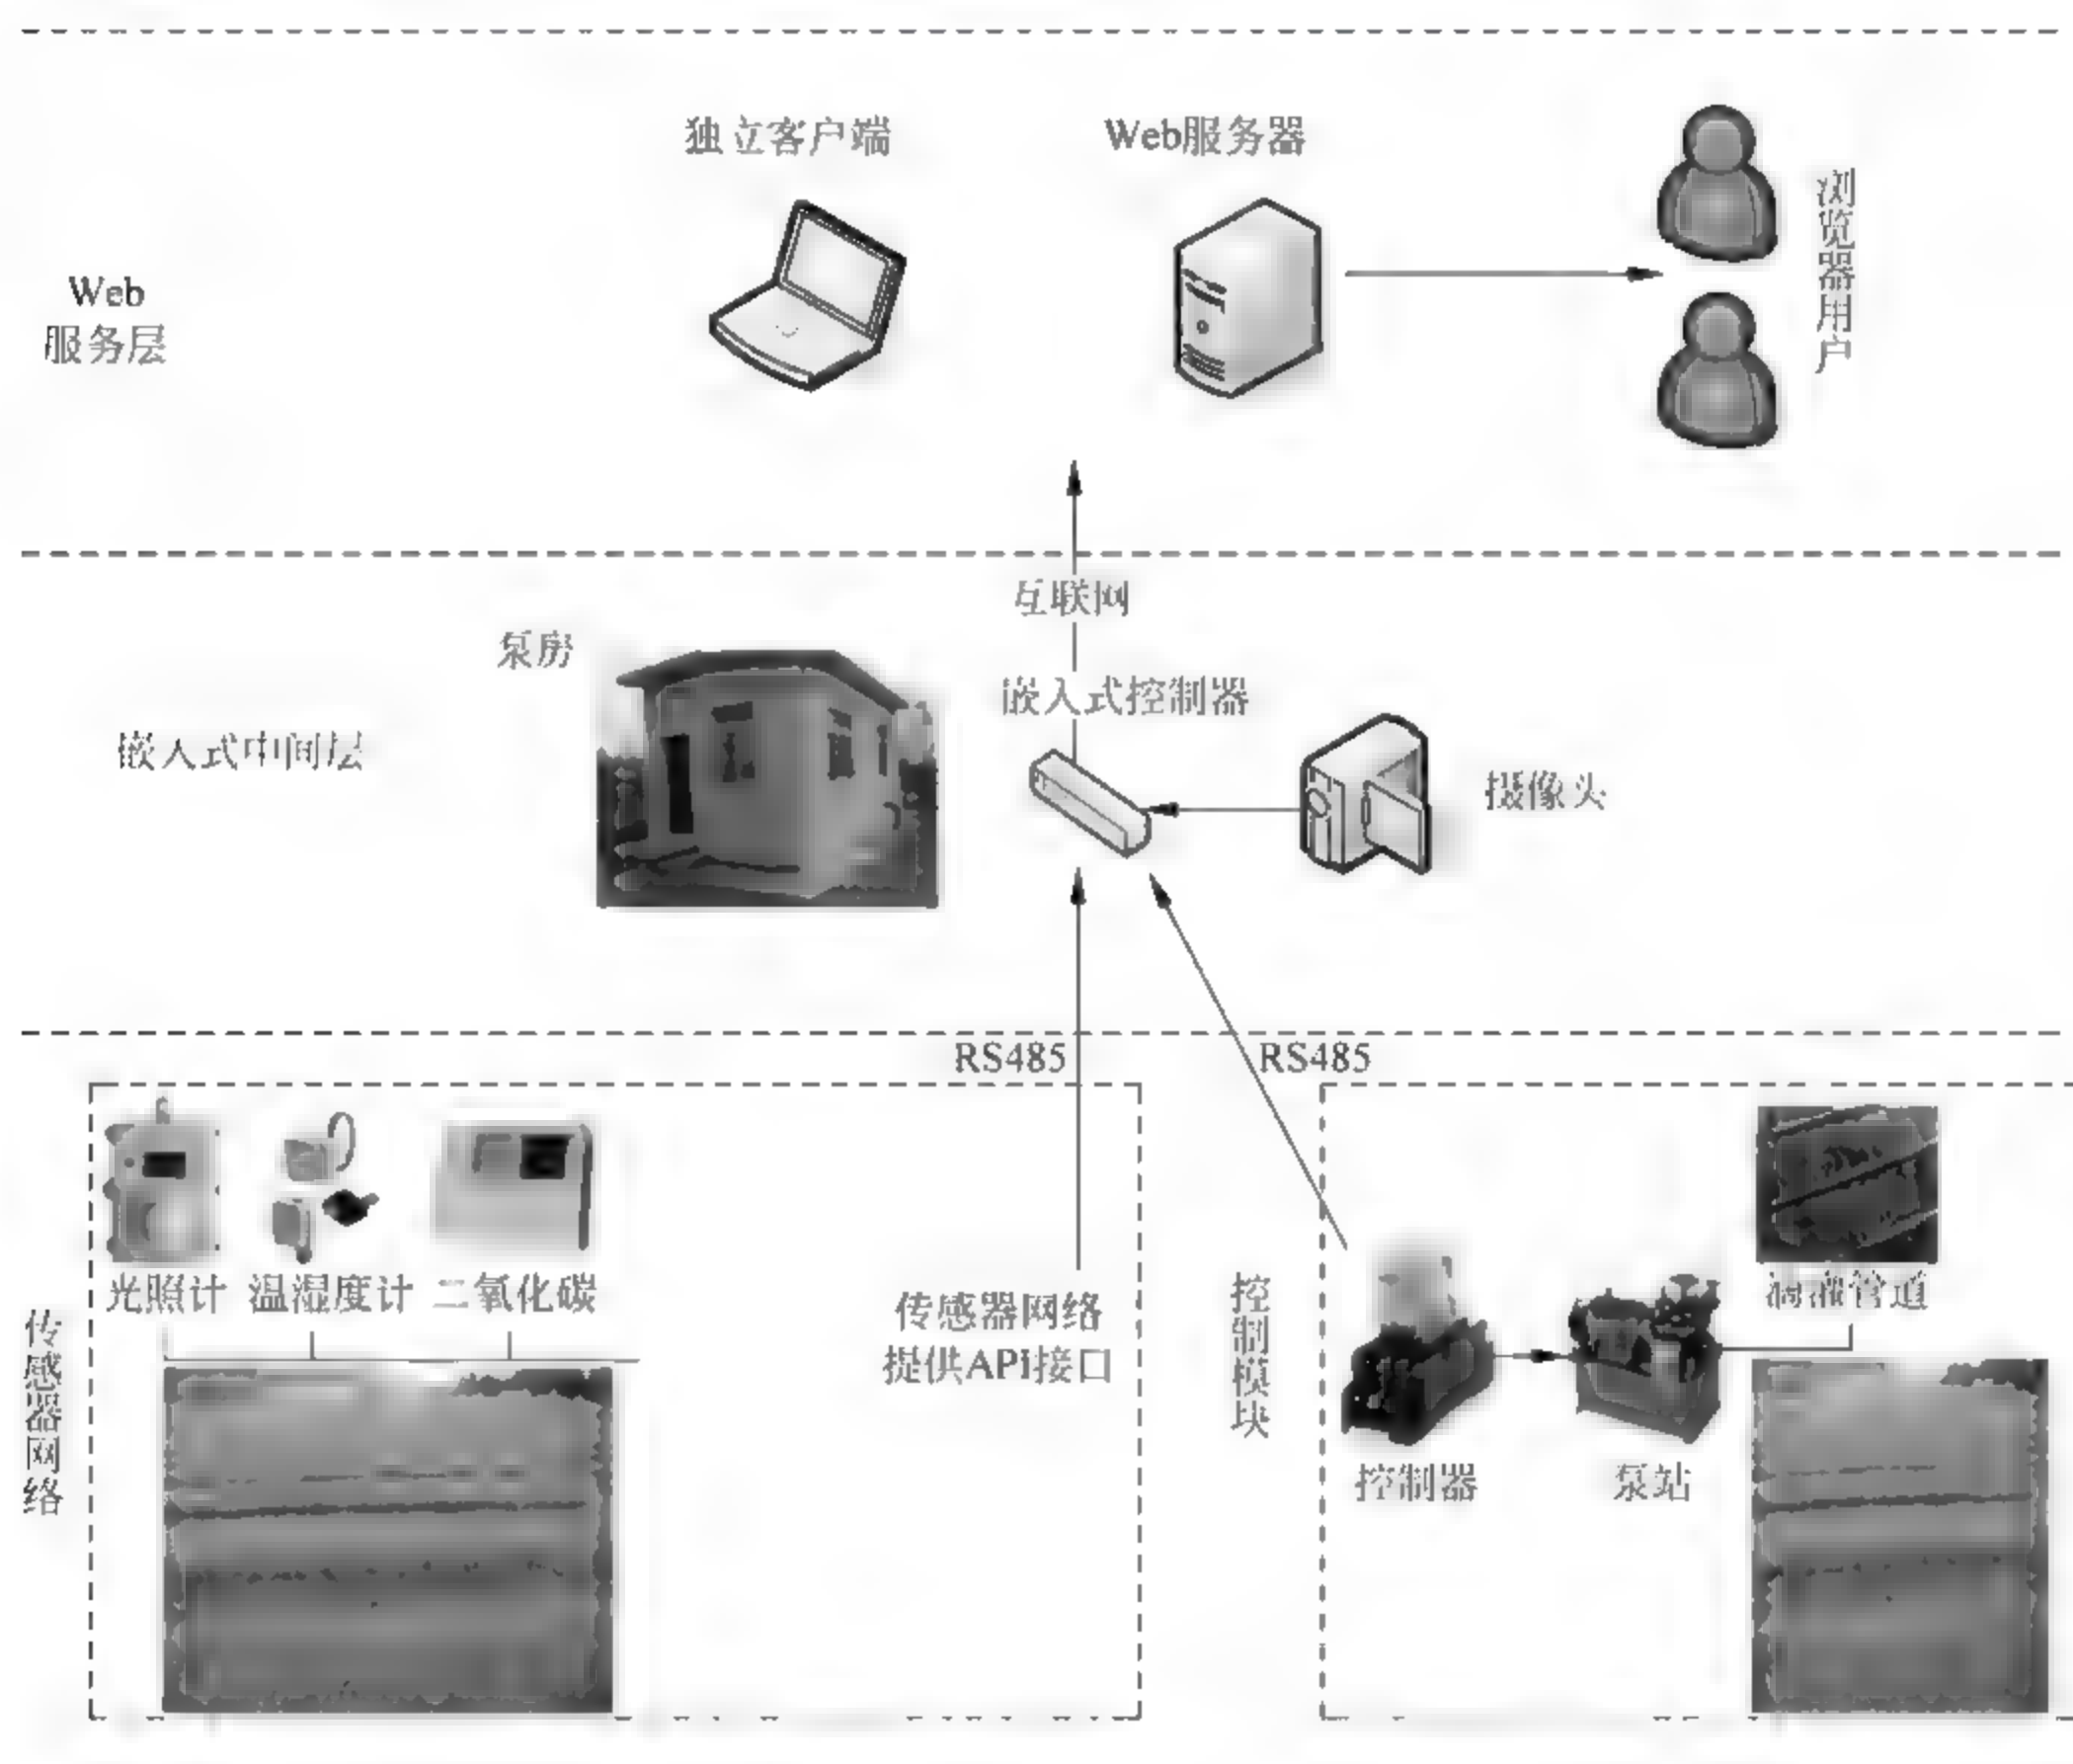 独立客户端
Web服务器
浏览器用户
Web
服务层
互联网
泵房
嵌入式控制器
嵌入式中间层
摄像头
RS485
RS485
光照计
温湿度计
二氧化碳
传感器网络
提供API接口
传感器网络
控制模块
滴灌管道
控制器
泵站